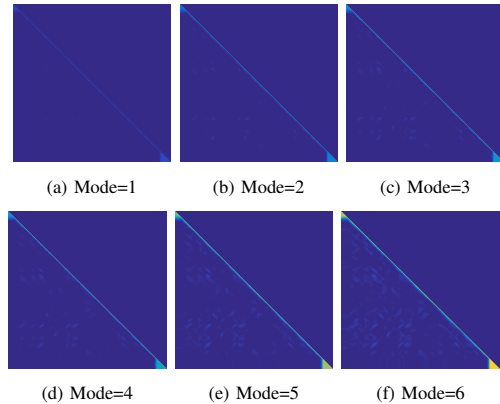 (a) Mode=1
(b) Mode=2
(c) Mode=3
(d) Mode=4
(e) Mode=5
(f) Mode=6